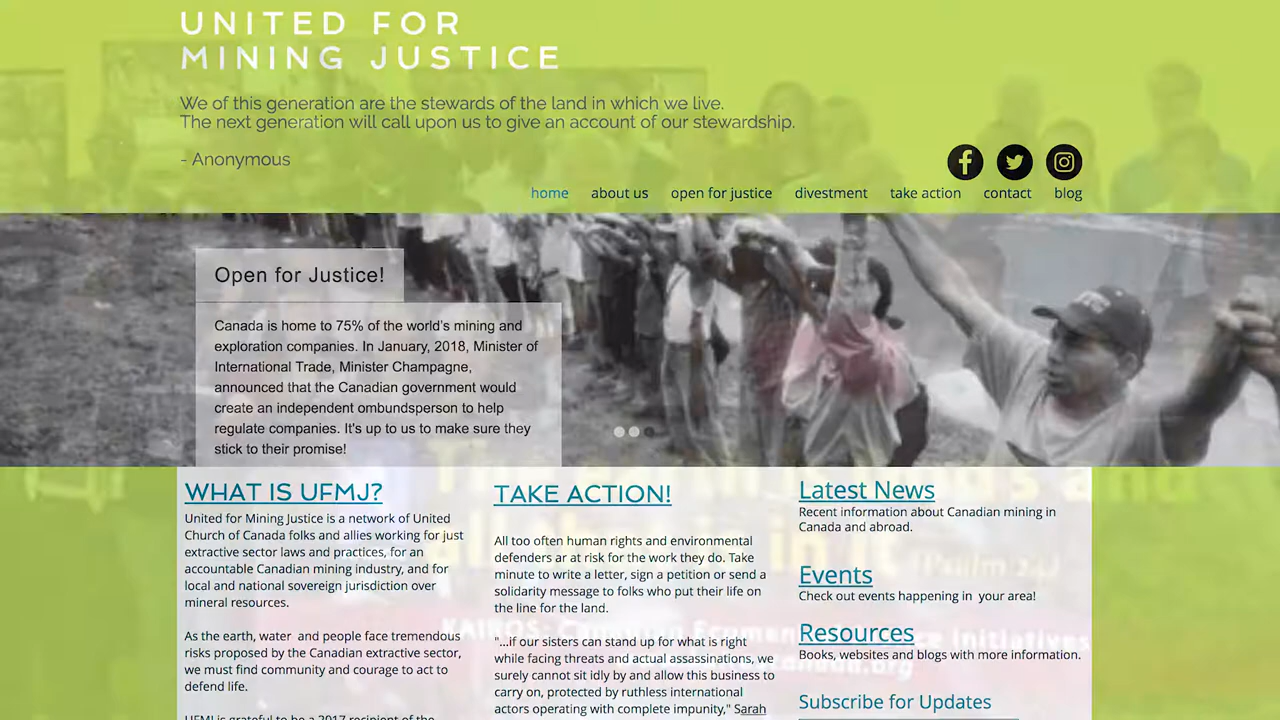 UNITED FOR
MINING JUSTICE
We of this generation are the stewards of the land in which we live.
The next generation will call upon us to give an account of our stewardship.
- Anonymous
home about us open for justice divestment take action contact blog
Open for Justice!
Canada is home to 75% of the world's mining and
exploration companies. In January, 2018, Minister of
International Trade, Minister Champagne,
announced that the Canadian government would
create an independent ombundsperson to help
regulate companies. It's up to us to make sure they
stick to their promise!
WHAT IS UFMJ?
United for Mining Justice is a network of United
Church of Canada folks and allies working for just
extractive sector laws and practices, for an
accountable Canadian mining industry, and for
local and national sovereign jurisdiction over
mineral resources.
As the earth, water and people face tremendous
risks proposed by the Canadian extractive sector,
we must find community and courage to act to
defend life.
UFMJ is grateful to be a 2017 recipient of the
TAKE ACTION!
All too often human rights and environmental
defenders ar at risk for the work they do. Take
minute to write a letter, sign a petition or send a
solidarity message to folks who put their life on
the line for the land.
"...if our sisters can stand up for what is right
while facing threats and actual assassinations, we
surely cannot sit idly by and allow this business to
carry on, protected by ruthless international
actors operating with complete impunity," Sarah
Latest News
Recent information about Canadian mining in
Canada and abroad.
Events
Check out events happening in your area!
Resources
Books, websites and blogs with more information.
Subscribe for Updates